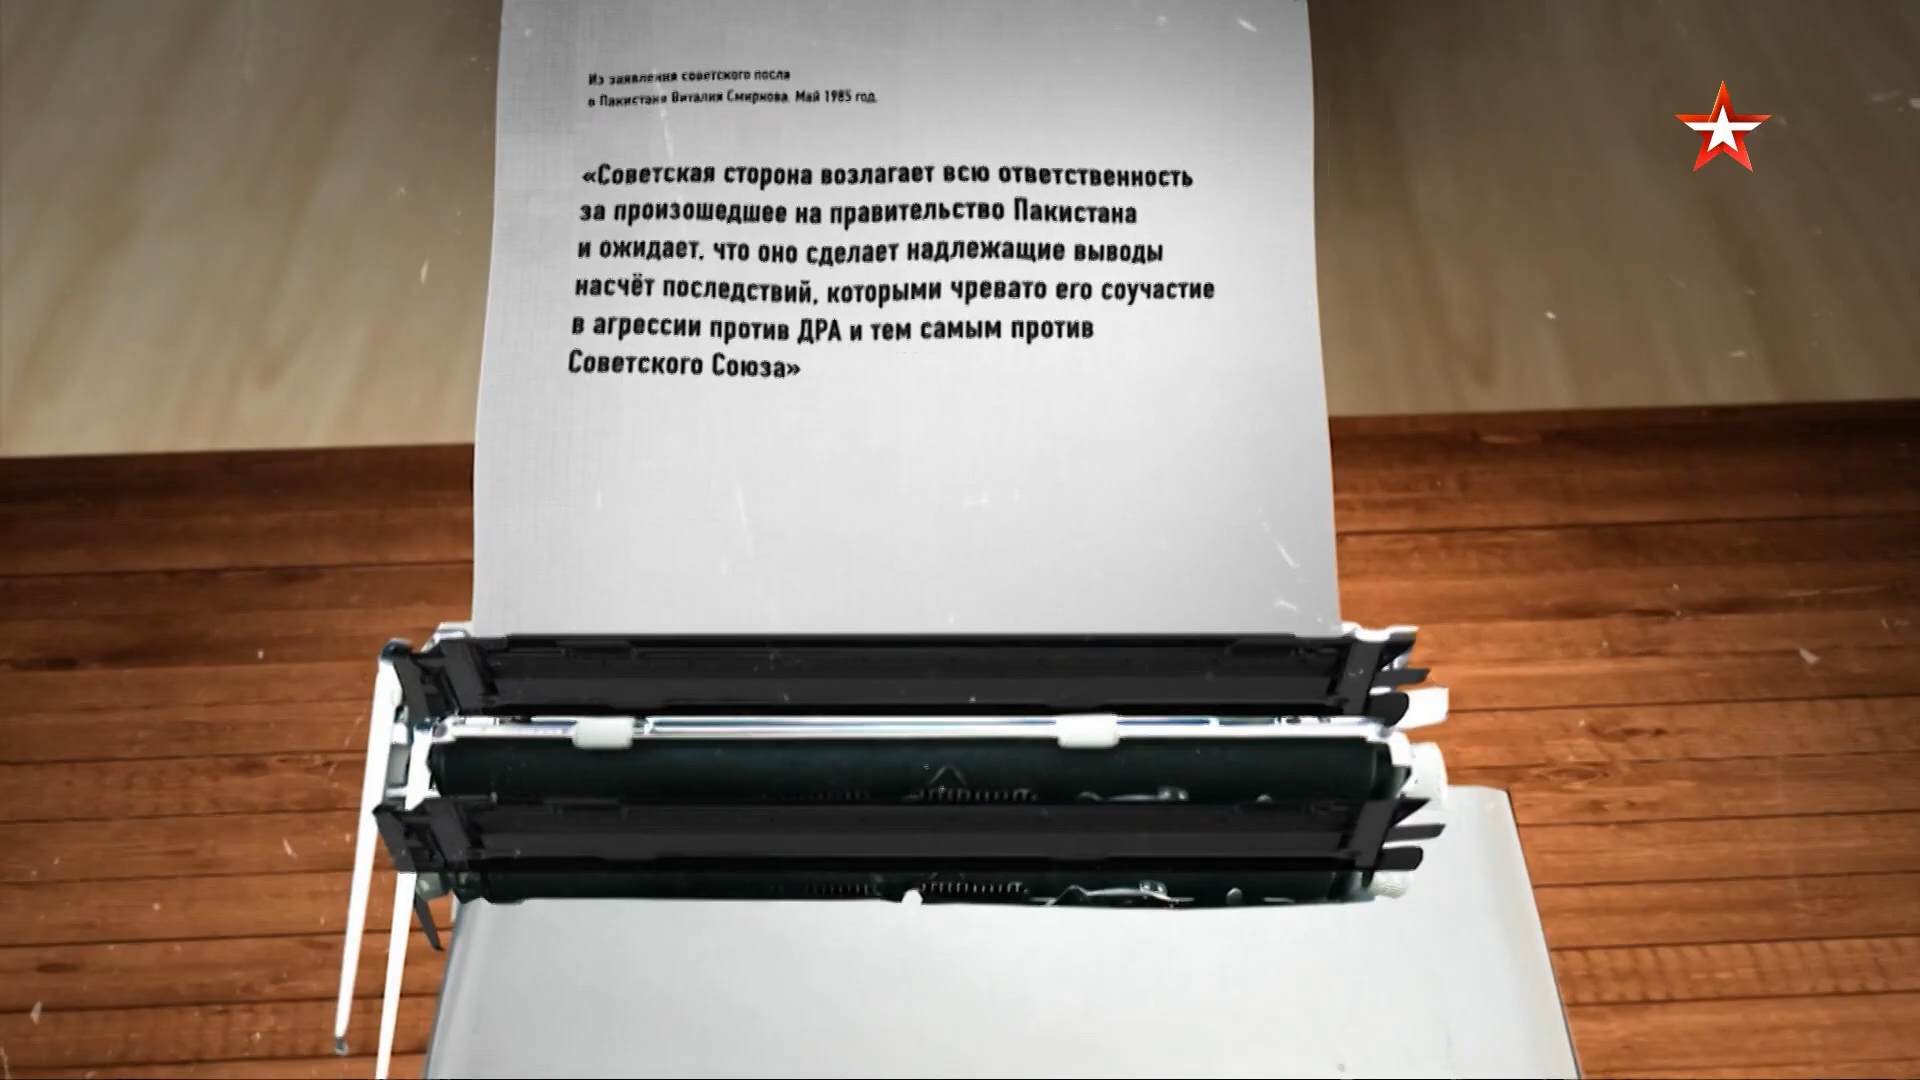 Из заявления советского посла
в Пакистане Виталия Смирнова. Май 1985 год.
«Советская сторона возлагает всю ответственность
за произошедшее на правительство Пакистана
и ожидает, что оно сделает надлежащие выводы
насчёт последствий, которыми чревато его соучастие
в агрессии против ДРА и тем самым против
Советского Союза»